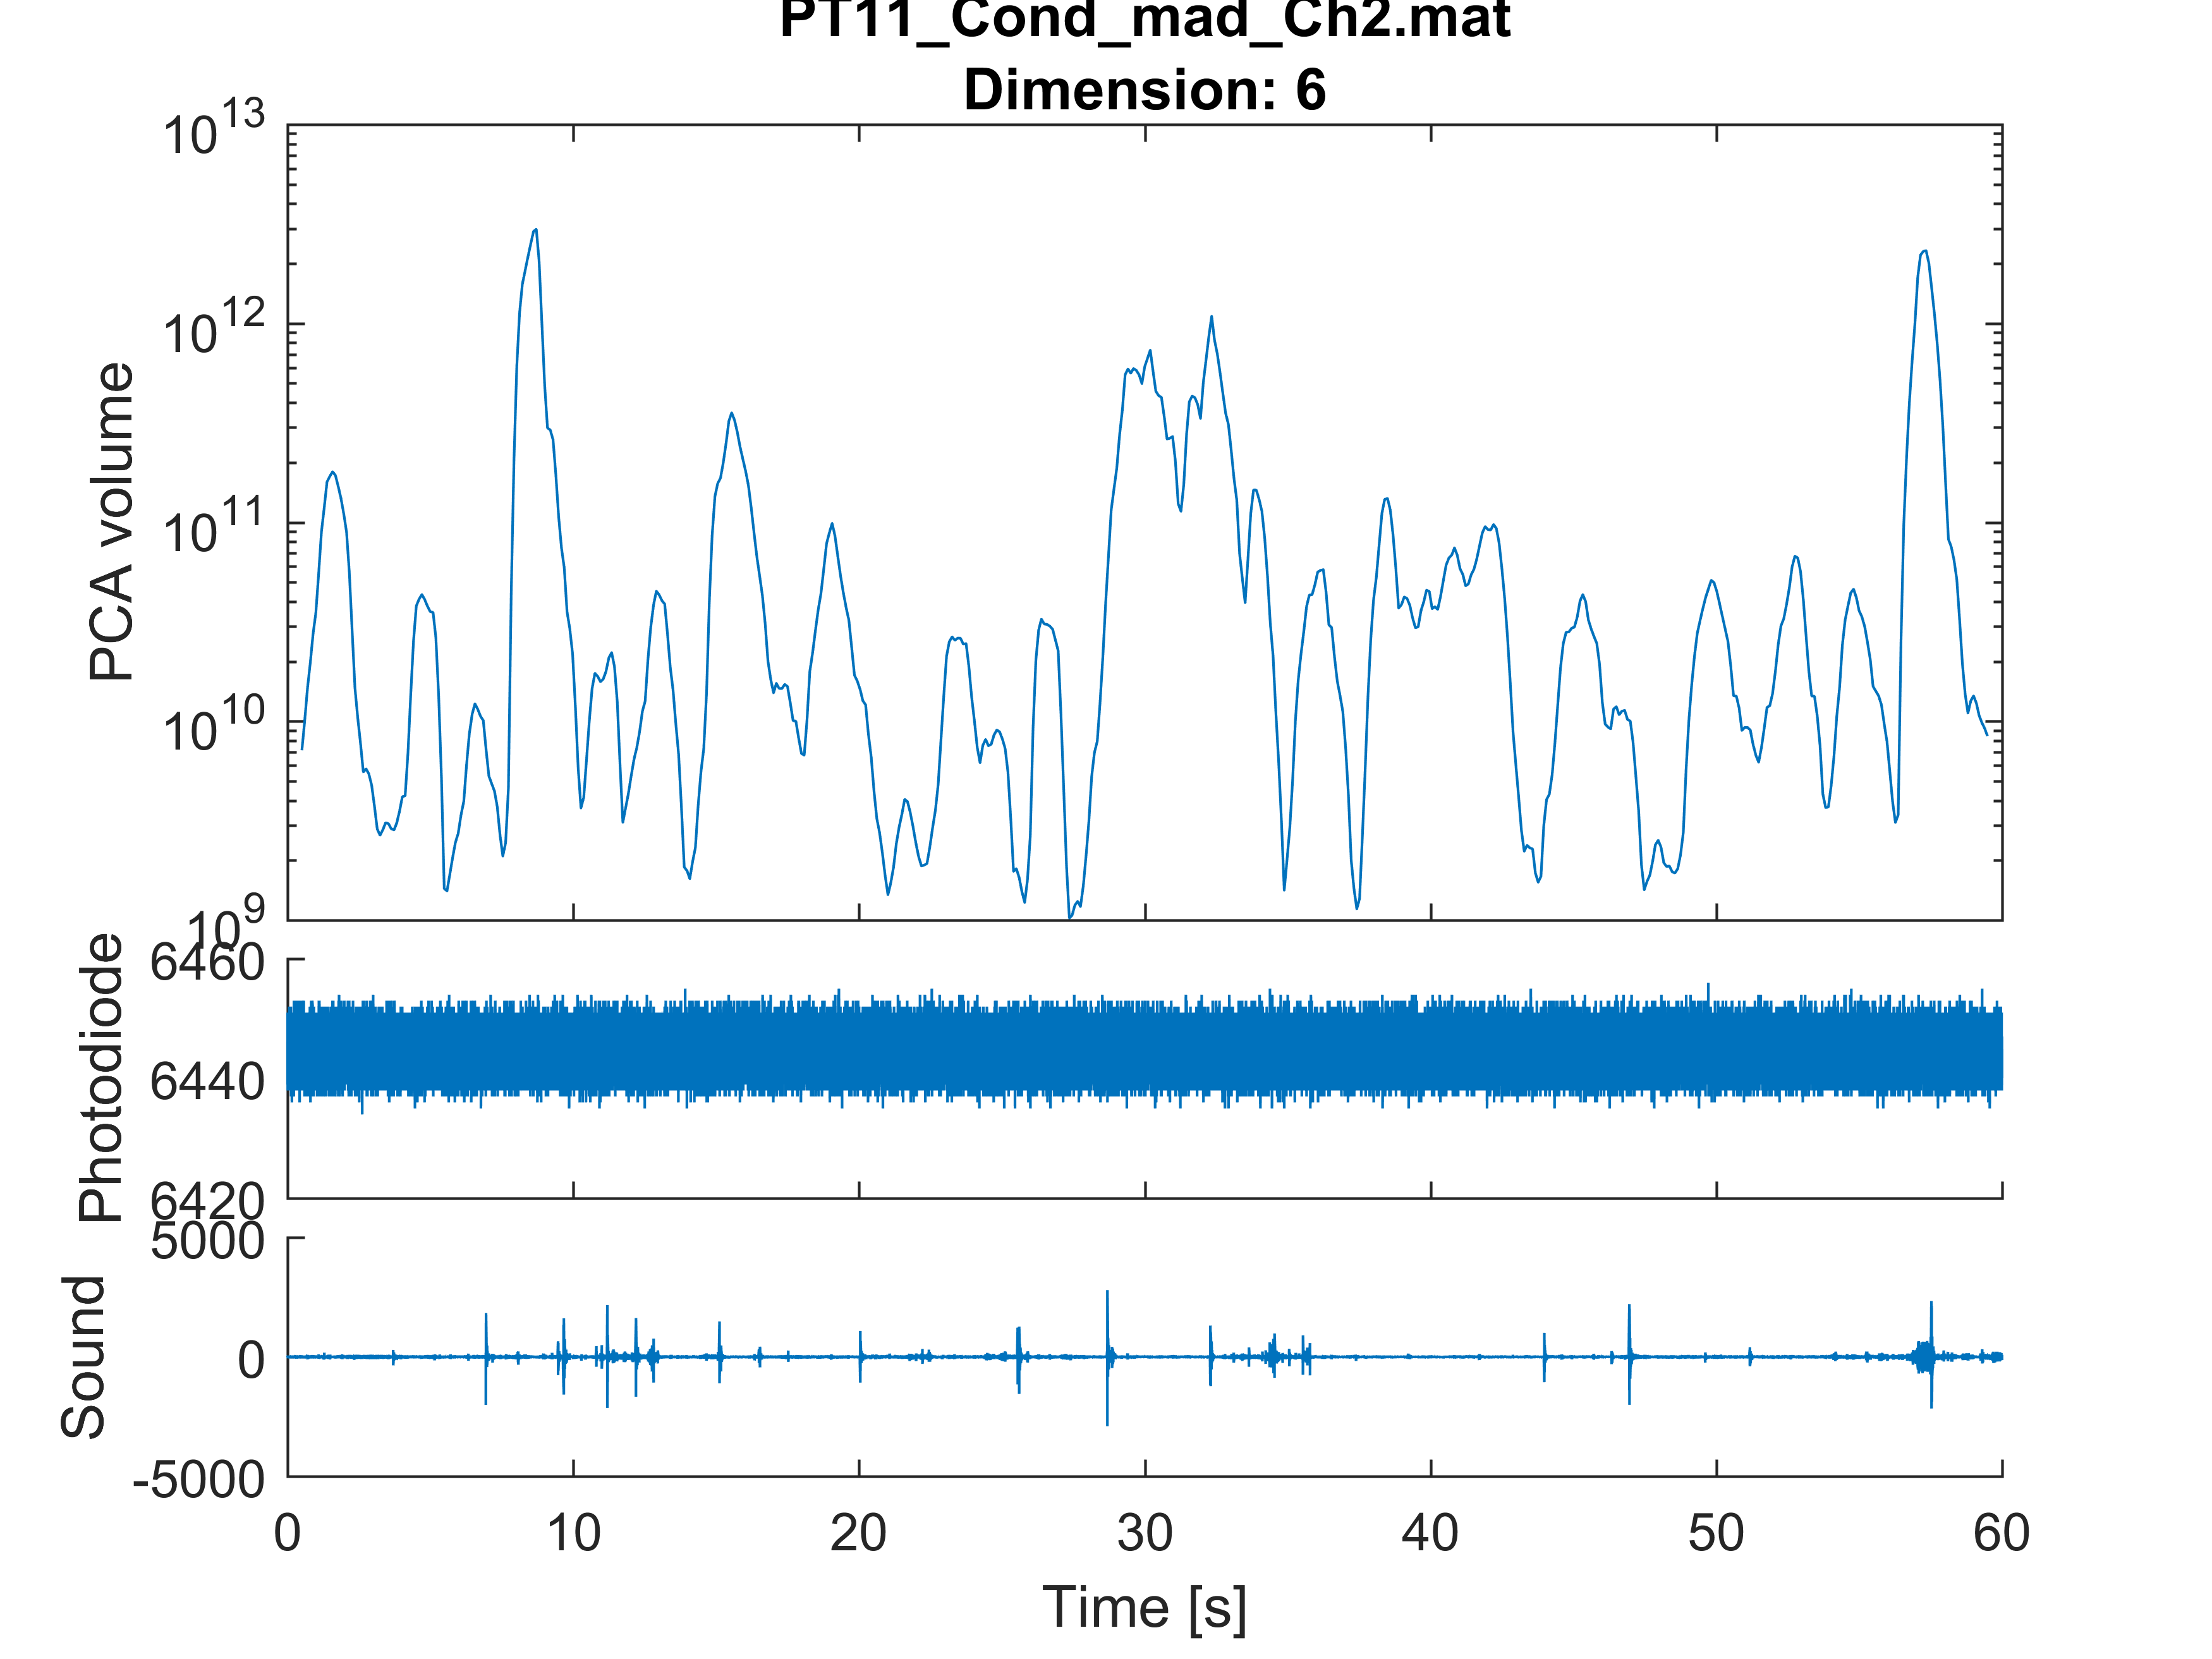 PT11_Cond_mad_Ch2.mat
Dimension: 6
10^13
10^12
10^11
10^10
10^9
PCA volume
6460
6440
6420
Photodiode
5000
0
-5000
Sound
0 10 20 30 40 50 60
Time [s]